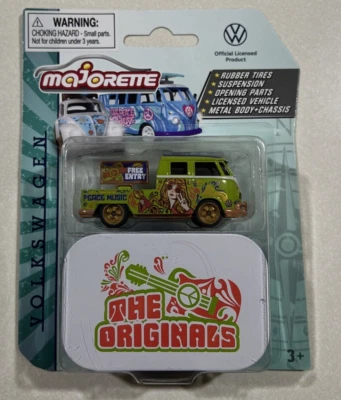 WARNING:
CHOKING HAZARD - Small parts.
Not for children under 3 years.
Official Licensed
Product
majorette
• RUBBER TIRES
• SUSPENSION
• OPENING PARTS
• LICENSED VEHICLE
• METAL BODY+CHASSIS
VOLKSWAGEN
FREE
ENTRY
PEACE MUSIC
THE
ORIGINALS
3+